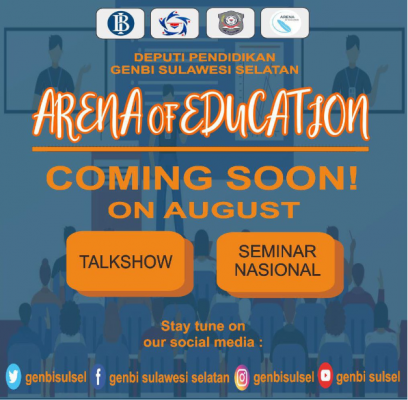 DEPUTI PENDIDIKAN
GENBI SULAWESI SELATAN
ARENA OF EDUCATION
COMING SOON!
ON AUGUST
TALKSHOW
SEMINAR
NASIONAL
Stay tune on
our social media :
genbisulsel
genbi sulawesi selatan
genbisulsel
genbi sulsel